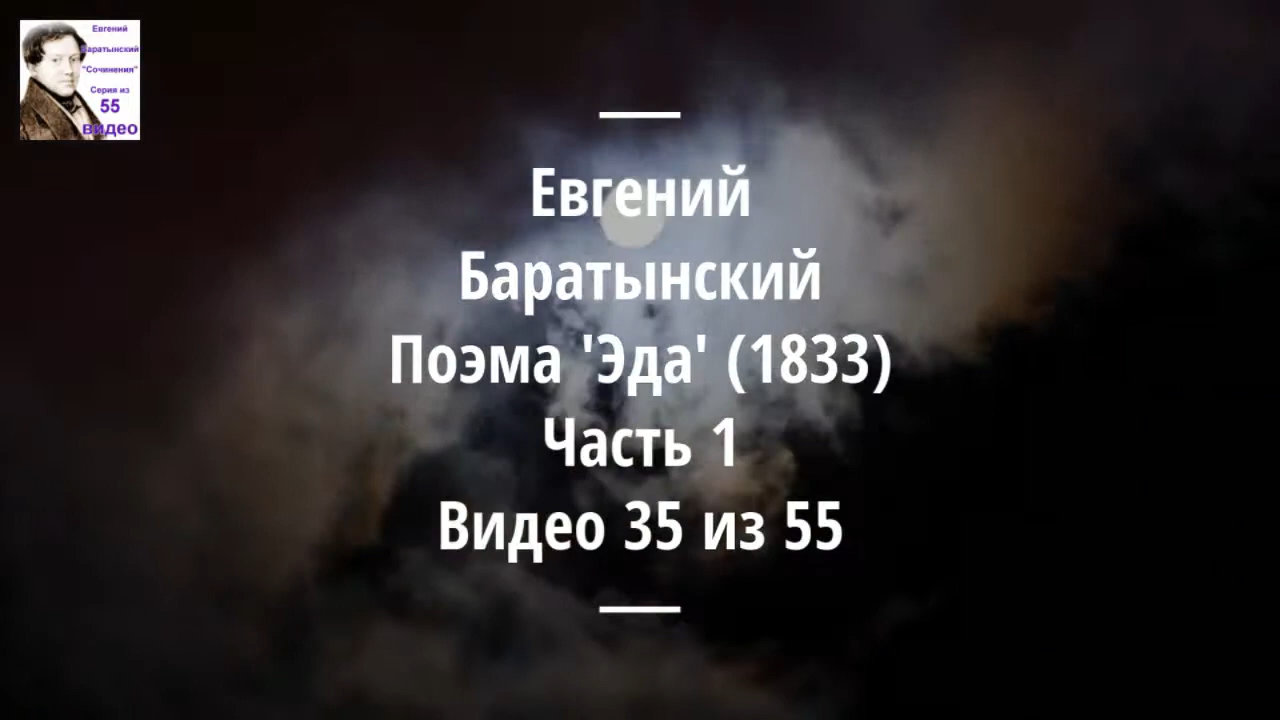 Евгений
Баратынский
"Сочинения"
Серия из
55
видео
Евгений
Баратынский
Поэма 'Эда' (1833)
Часть 1
Видео 35 из 55